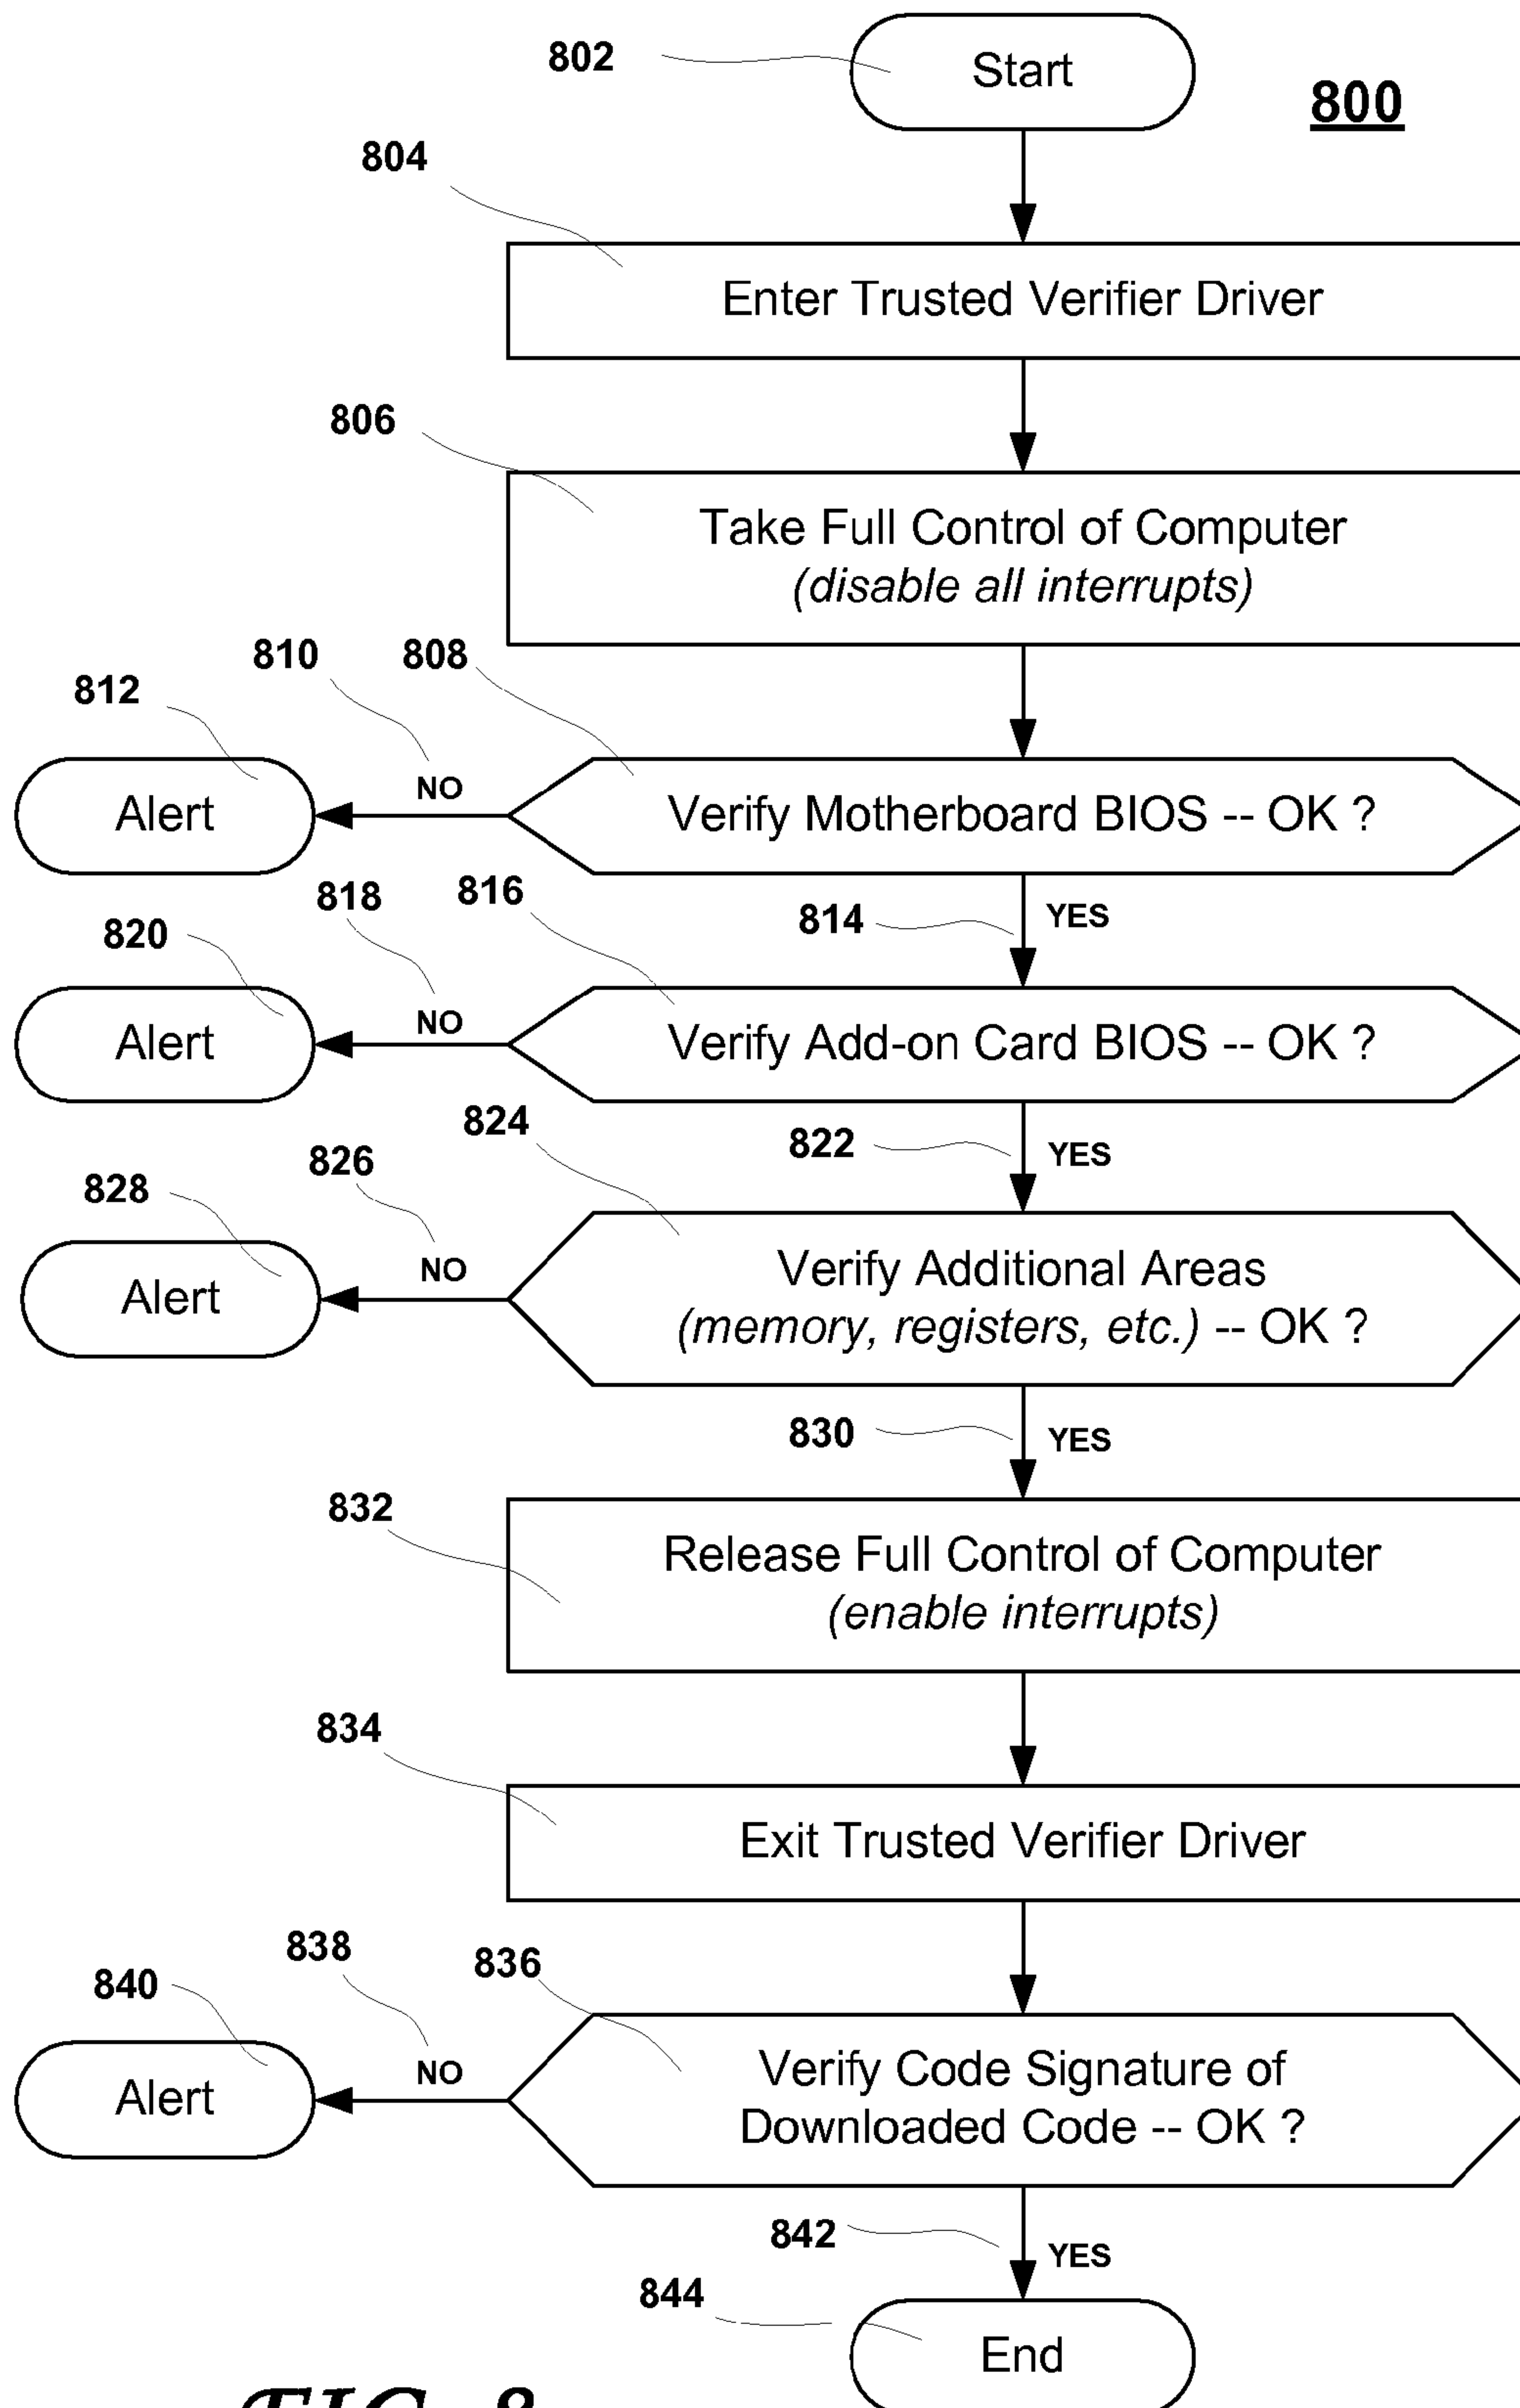 802
Start
800
804
Enter Trusted Verifier Driver
806
Take Full Control of Computer
(disable all interrupts)
810
808
812
Alert
NO
Verify Motherboard BIOS -- OK ?
814
YES
818
816
820
Alert
NO
Verify Add-on Card BIOS -- OK ?
824
822
YES
826
828
Alert
NO
Verify Additional Areas
(memory, registers, etc.) -- OK ?
830
YES
832
Release Full Control of Computer
(enable interrupts)
834
Exit Trusted Verifier Driver
838
836
840
Alert
NO
Verify Code Signature of
Downloaded Code -- OK ?
842
YES
844
End
FIG. 8